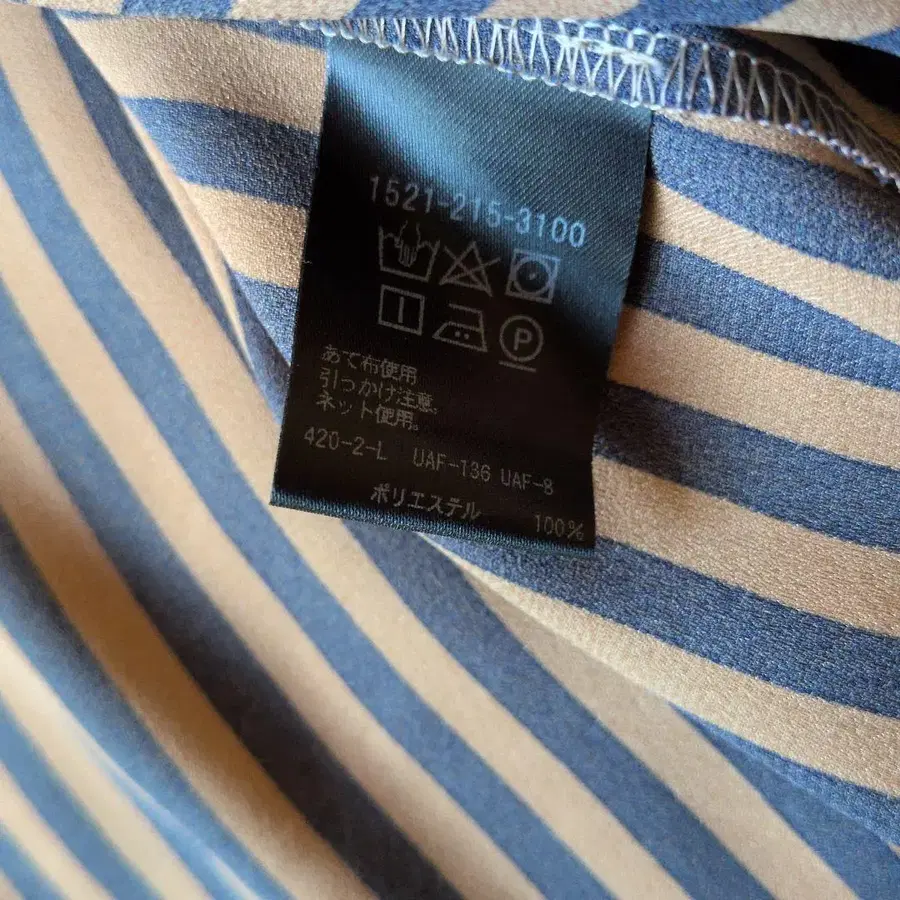 1521-215-3100
P
あて布使用
引っかけ注意。
ネット使用。
420-2-L UAF-T36 UAF-8
ポリエステル 100%